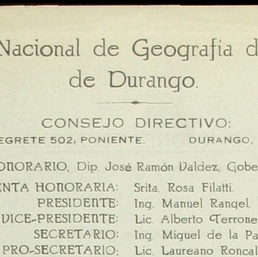 Nacional de Geografía d
de Durango.
CONSEJO DIRECTIVO:
EGRETE 502, PONIENTE. DURANGO,
ONORARIO, Dip. José Ramón Valdez, Gobe
ENTA HONORARIA: Srita. Rosa Filatti.
PRESIDENTE: Ing. Manuel Rangel.
VICE-PRESIDENTE: Lic. Alberto Terrone
SECRETARIO: Ing. Miguel de la Pa
PRO-SECRETARIO: Lic. Laureano Roncal